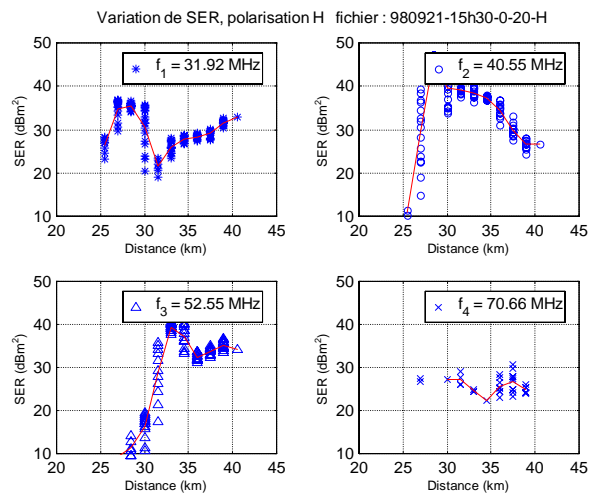 Variation de SER, polarisation H fichier : 980921-15h30-0-20-H
50
40
30
20
10
SER (dBm²)
f₁ = 31.92 MHz
20 25 30 35 40 45
Distance (km)
50
40
30
20
10
SER (dBm²)
f₂ = 40.55 MHz
20 25 30 35 40 45
Distance (km)
50
40
30
20
10
SER (dBm²)
f₃ = 52.55 MHz
20 25 30 35 40 45
Distance (km)
50
40
30
20
10
SER (dBm²)
f₄ = 70.66 MHz
20 25 30 35 40 45
Distance (km)